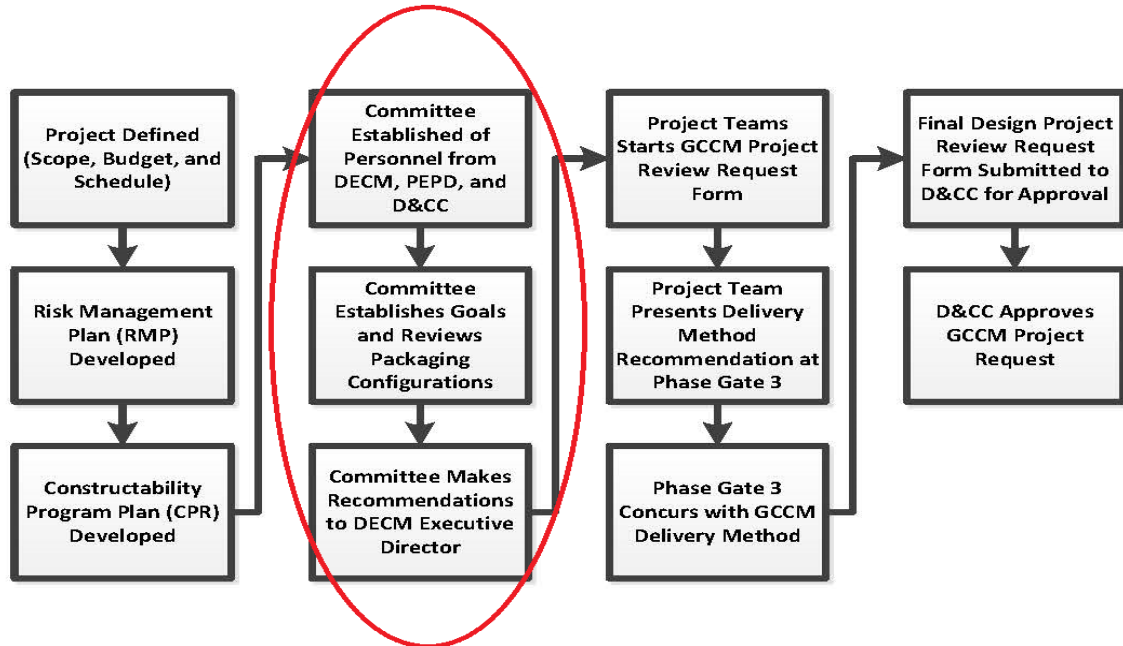 Project Defined
(Scope, Budget, and
Schedule)
Risk Management
Plan (RMP)
Developed
Constructability
Program Plan (CPR)
Developed
Committee
Established of
Personnel from
DECM, PEPD, and
D&CC
Committee
Establishes Goals
and Reviews
Packaging
Configurations
Committee Makes
Recommendations
to DECM Executive
Director
Project Teams
Starts GCCM Project
Review Request
Form
Project Team
Presents Delivery
Method
Recommendation at
Phase Gate 3
Phase Gate 3
Concurs with GCCM
Delivery Method
Final Design Project
Review Request
Form Submitted to
D&CC for Approval
D&CC Approves
GCCM Project
Request